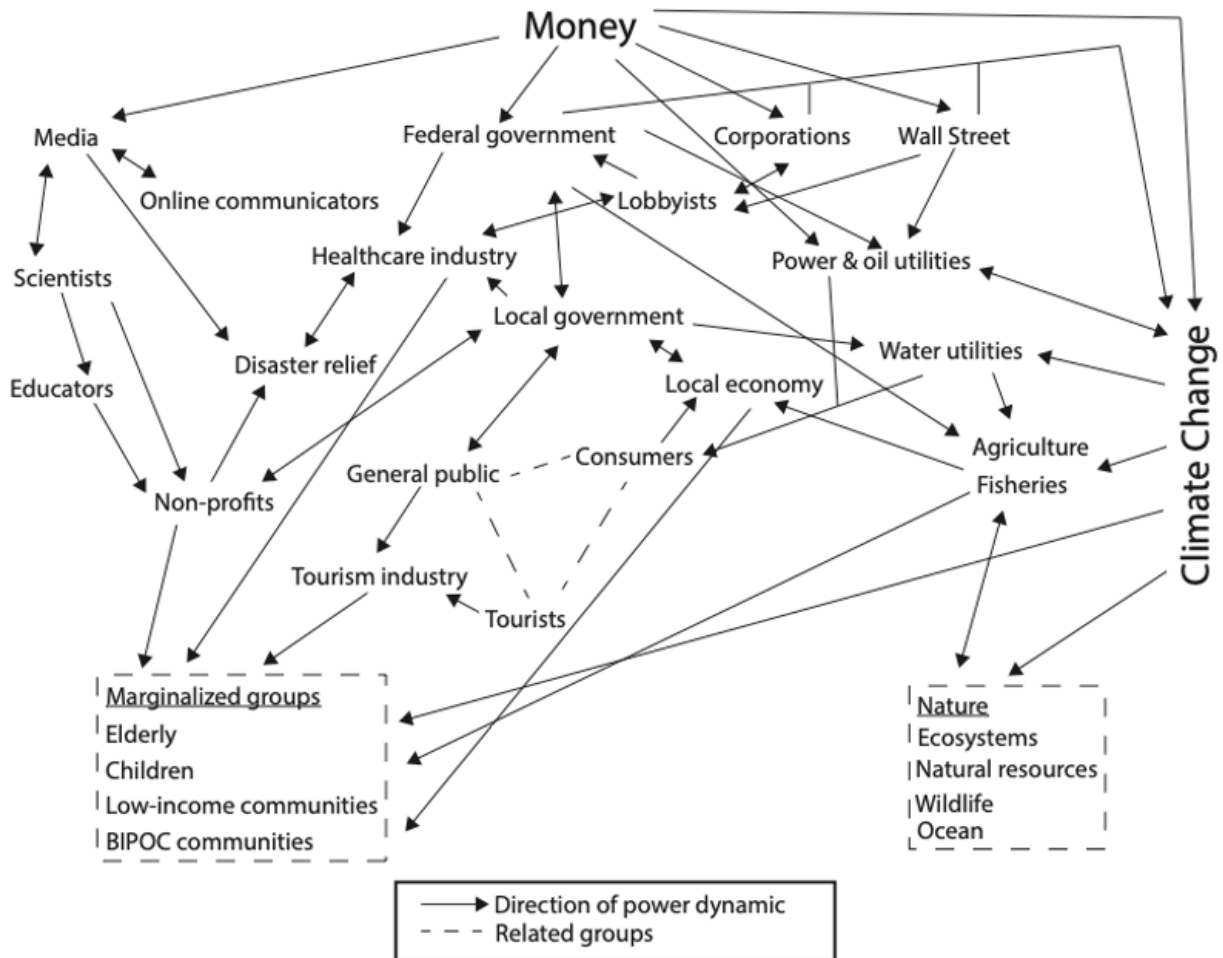 Money
Media
Federal government
Corporations
Wall Street
Online communicators
Lobbyists
Healthcare industry
Power & oil utilities
Scientists
Local government
Disaster relief
Water utilities
Educators
Local economy
Climate Change
General public
Consumers
Agriculture
Fisheries
Non-profits
Tourism industry
Tourists
Marginalized groups
Elderly
Children
Low-income communities
BIPOC communities
Nature
Ecosystems
Natural resources
Wildlife
Ocean
Direction of power dynamic
Related groups